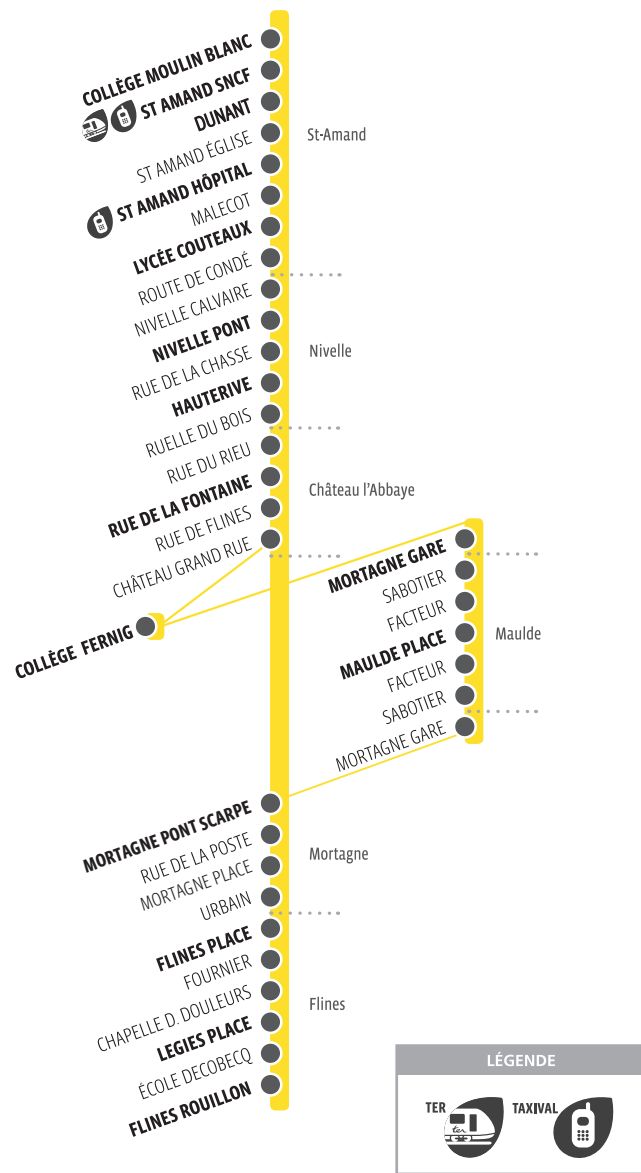 COLLÈGE MOULIN BLANC
ST AMAND SNCF
DUNANT
ST AMAND ÉGLISE
St-Amand
ST AMAND HÔPITAL
MALECOT
LYCÉE COUTEAUX
ROUTE DE CONDÉ
NIVELLE CALVAIRE
NIVELLE PONT
RUE DE LA CHASSE
Nivelle
HAUTERIVE
RUELLE DU BOIS
RUE DU RIEU
RUE DE LA FONTAINE
Château l'Abbaye
RUE DE FLINES
CHÂTEAU GRAND RUE
COLLÈGE FERNIG
MORTAGNE GARE
SABOTIER
FACTEUR
MAULDE PLACE
Maulde
FACTEUR
SABOTIER
MORTAGNE GARE
MORTAGNE PONT SCARPE
RUE DE LA POSTE
Mortagne
MORTAGNE PLACE
URBAIN
FLINES PLACE
FOURNIER
CHAPELLE D. DOULEURS
Flines
LEGIES PLACE
ÉCOLE DECOBECQ
FLINES ROUILLON
LÉGENDE
TER
ter
TAXIVAL